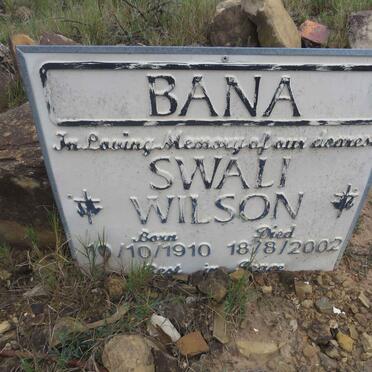 BANA
In Loving Memory of our dearest
SWALI
WILSON
Born Died
10/10/1910 18/8/2002
Rest in Peace